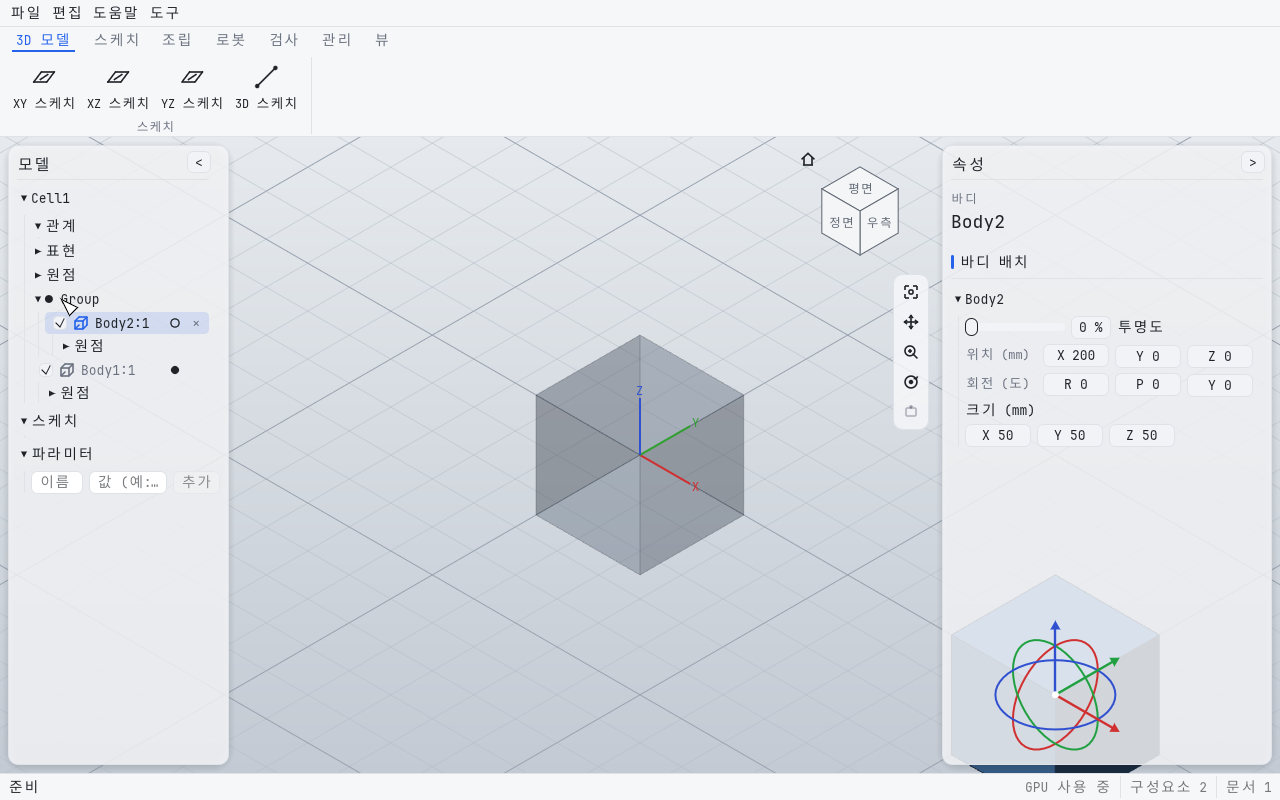 파일 편집 도움말 도구
3D 모델 스케치 조립 로봇 검사 관리 뷰
XY 스케치 XZ 스케치 YZ 스케치 3D 스케치
스케치
모델 <
Cell1
관계
표현
원점
Group
Body2:1 ×
원점
Body1:1
원점
스케치
파라미터
이름 값 (예:… 추가
평면
정면 우측
Z
Y
X
속성 >
바디
Body2
바디 배치
Body2
0 % 투명도
위치 (mm) X 200 Y 0 Z 0
회전 (도) R 0 P 0 Y 0
크기 (mm)
X 50 Y 50 Z 50
준비 GPU 사용 중 구성요소 2 문서 1